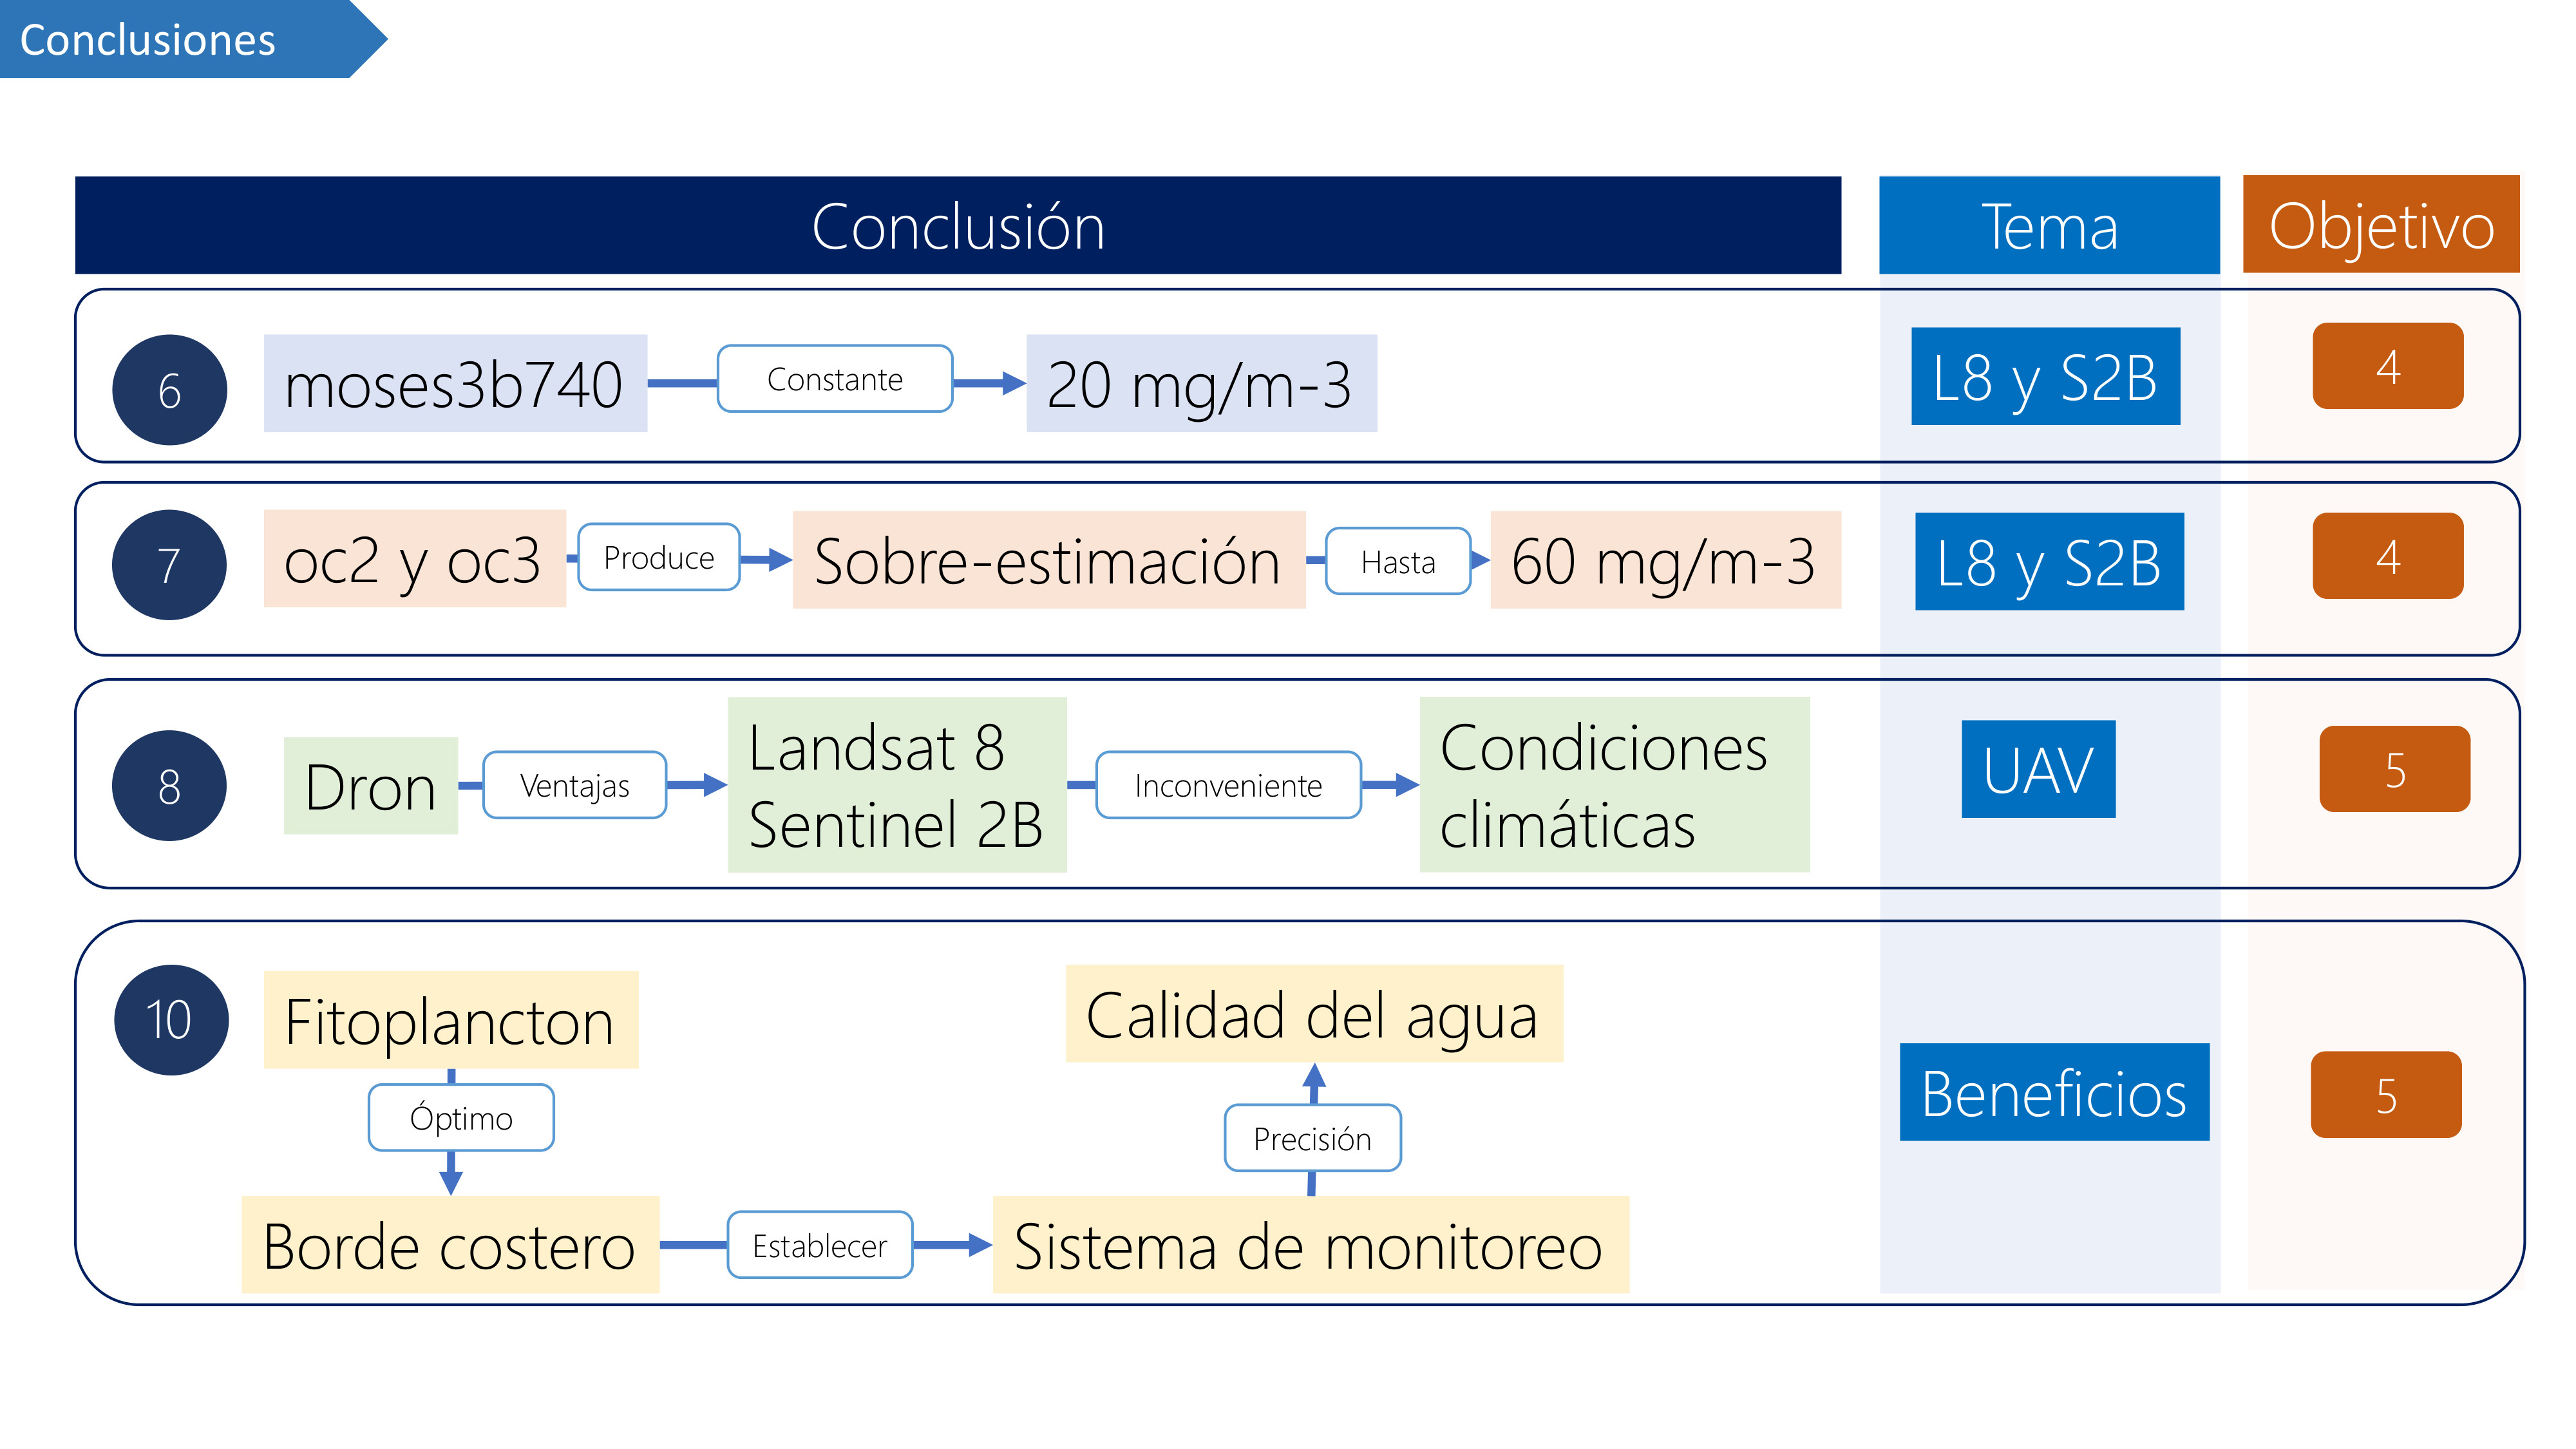 Conclusiones
Conclusión
Tema
Objetivo
6
moses3b740
Constante
20 mg/m-3
L8 y S2B
4
7
oc2 y oc3
Produce
Sobre-estimación
Hasta
60 mg/m-3
L8 y S2B
4
8
Dron
Ventajas
Landsat 8
Sentinel 2B
Inconveniente
Condiciones
climáticas
UAV
5
10
Fitoplancton
Óptimo
Borde costero
Establecer
Sistema de monitoreo
Precisión
Calidad del agua
Beneficios
5